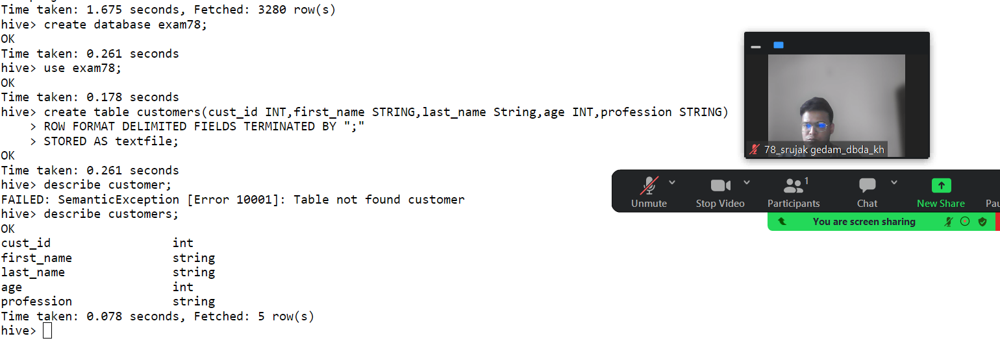 Time taken: 1.675 seconds, Fetched: 3280 row(s)
hive> create database exam78;
OK
Time taken: 0.261 seconds
hive> use exam78;
OK
Time taken: 0.178 seconds
hive> create table customers(cust_id INT,first_name STRING,last_name String,age INT,profession STRING)
    > ROW FORMAT DELIMITED FIELDS TERMINATED BY ";"
    > STORED AS textfile;
OK
Time taken: 0.261 seconds
hive> describe customer;
FAILED: SemanticException [Error 10001]: Table not found customer
hive> describe customers;
OK
cust_id                 int
first_name              string
last_name               string
age                     int
profession              string
Time taken: 0.078 seconds, Fetched: 5 row(s)
hive>
78_srujak gedam_dbda_kh
1
Unmute Stop Video Participants Chat New Share
You are screen sharing